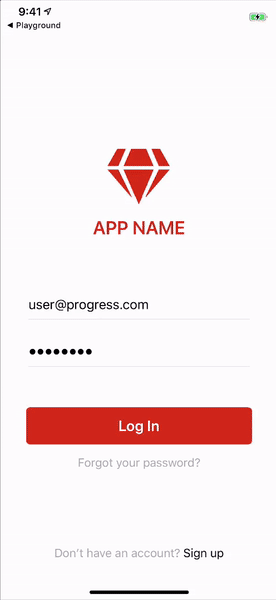 9:41
◀ Playground
APP NAME
user@progress.com
●●●●●●●●
Log In
Forgot your password?
Don't have an account? Sign up